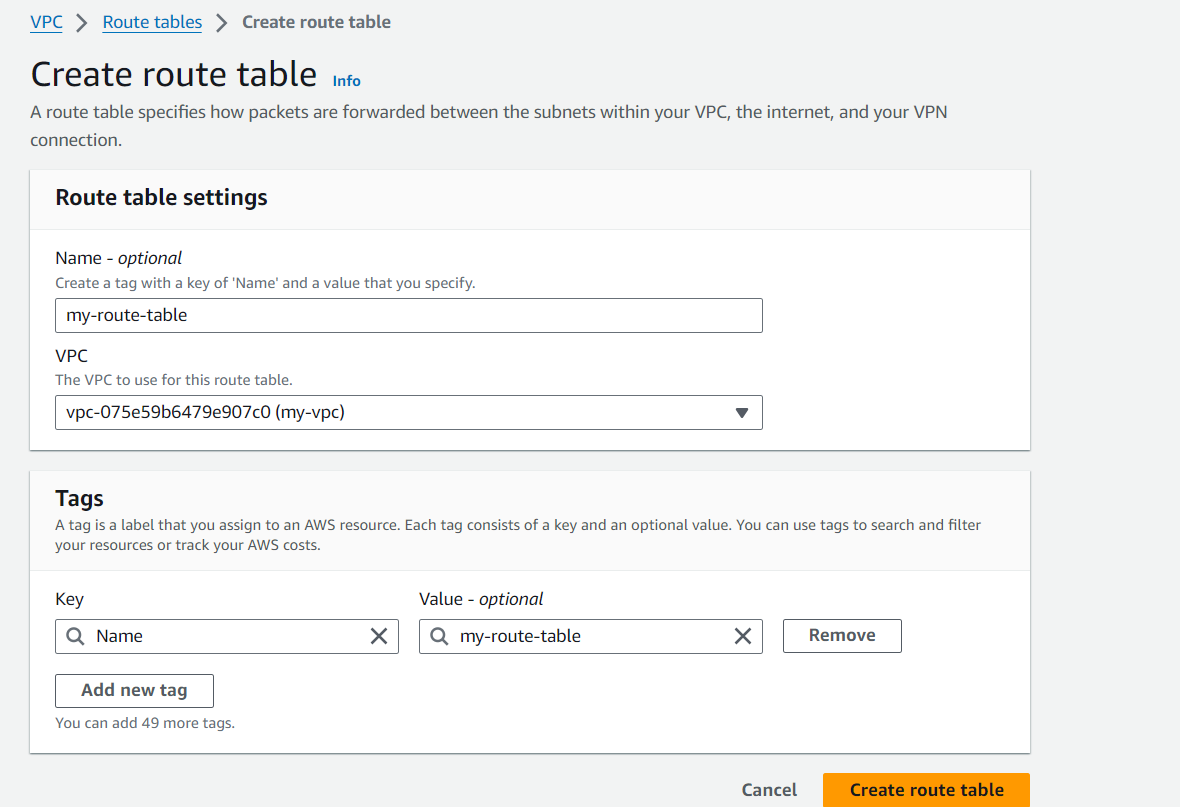 VPC > Route tables > Create route table
Create route table Info
A route table specifies how packets are forwarded between the subnets within your VPC, the internet, and your VPN
connection.
Route table settings
Name - optional
Create a tag with a key of 'Name' and a value that you specify.
my-route-table
VPC
The VPC to use for this route table.
vpc-075e59b6479e907c0 (my-vpc)
Tags
A tag is a label that you assign to an AWS resource. Each tag consists of a key and an optional value. You can use tags to search and filter
your resources or track your AWS costs.
Key Value - optional
Name my-route-table Remove
Add new tag
You can add 49 more tags.
Cancel Create route table